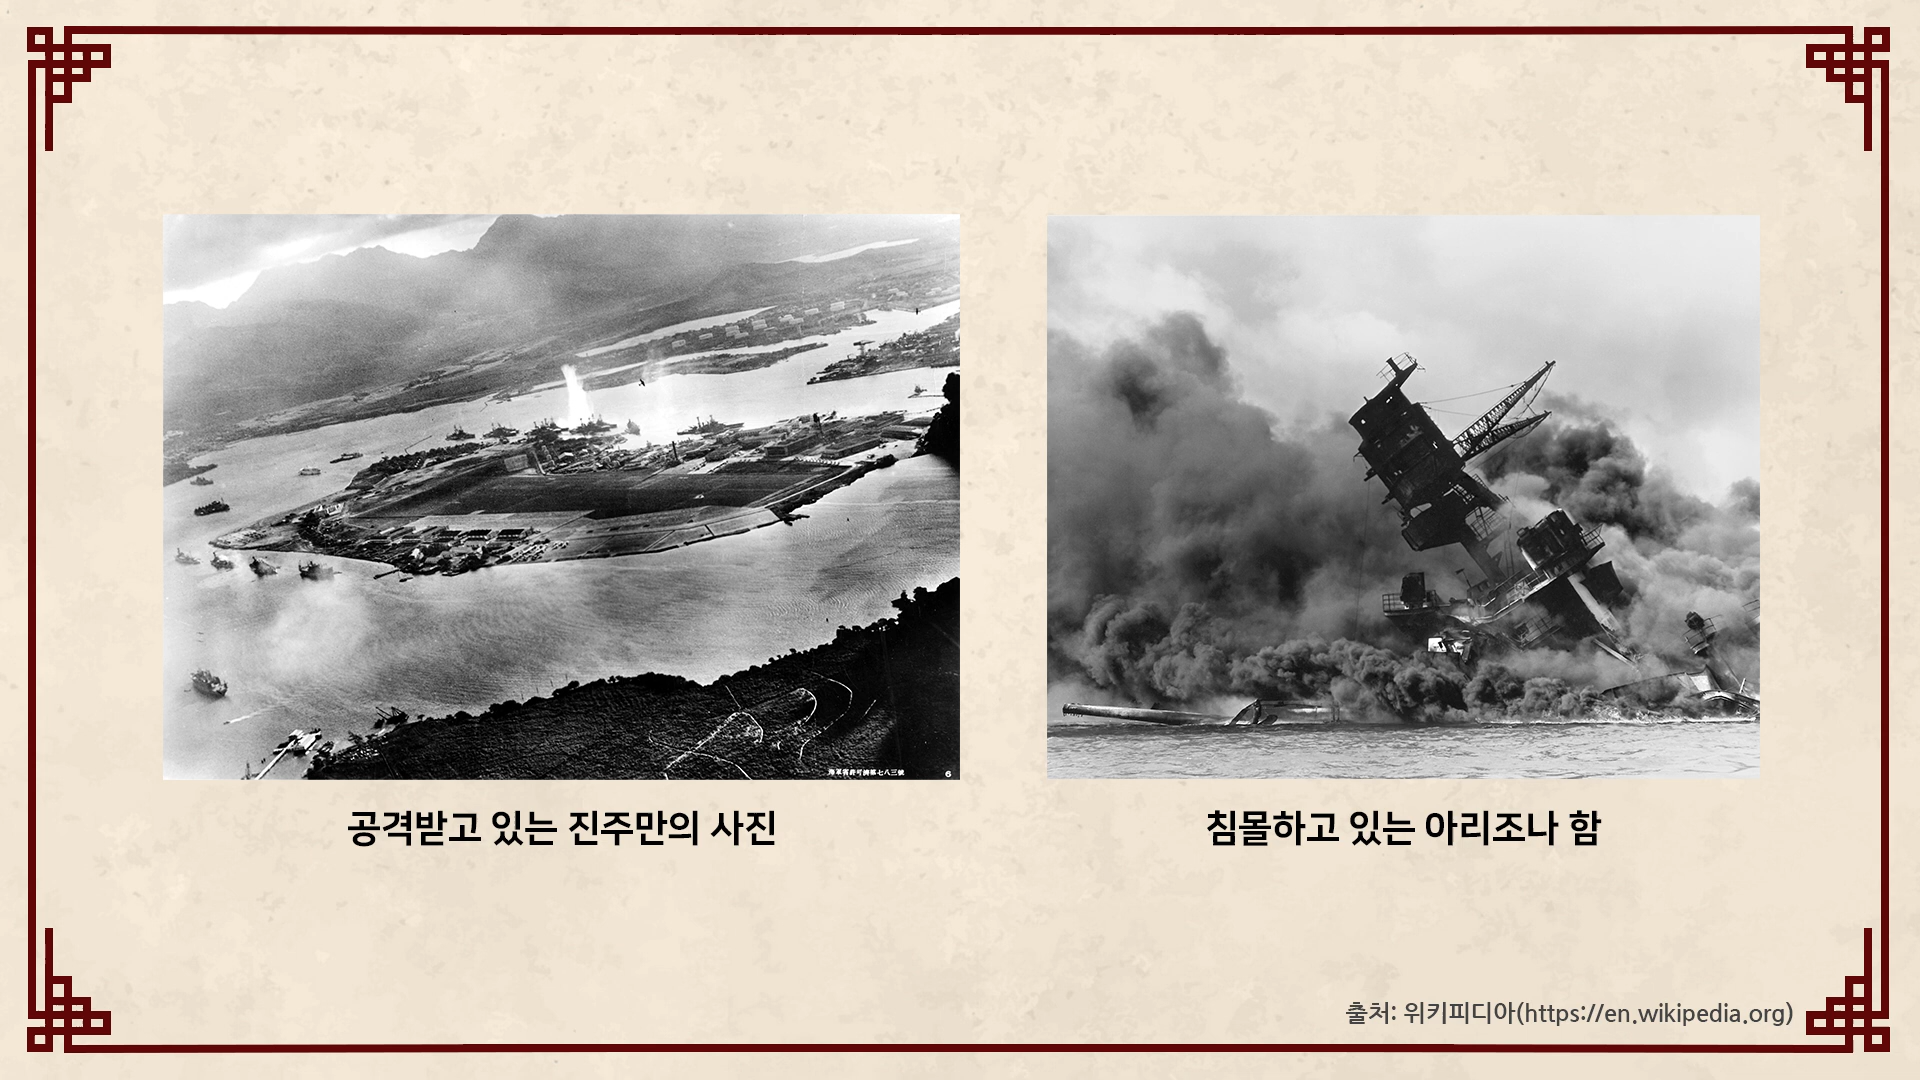 공격받고 있는 진주만의 사진
침몰하고 있는 아리조나 함
출처: 위키피디아(https://en.wikipedia.org)